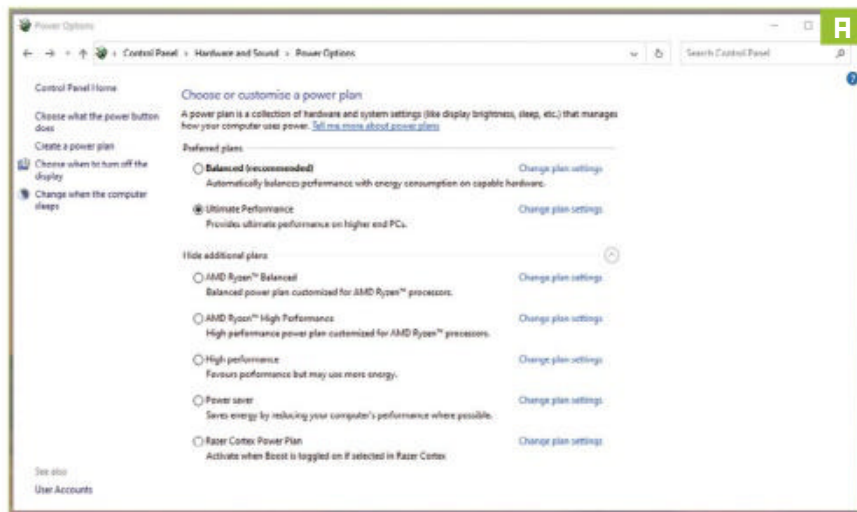 Power Options
A
Control Panel > Hardware and Sound > Power Options
Search Control Panel
Control Panel Home
Choose what the power button
does
Create a power plan
Choose when to turn off the
display
Change when the computer
sleeps
Choose or customise a power plan
A power plan is a collection of hardware and system settings (like display brightness, sleep, etc.) that manages
how your computer uses power. Tell me more about power plans
Preferred plans
Balanced (recommended) Change plan settings
Automatically balances performance with energy consumption on capable hardware.
Ultimate Performance Change plan settings
Provides ultimate performance on higher end PCs.
Hide additional plans
AMD Ryzen™ Balanced Change plan settings
Balanced power plan customized for AMD Ryzen™ processors.
AMD Ryzen™ High Performance Change plan settings
High performance power plan customized for AMD Ryzen™ processors.
High performance Change plan settings
Favours performance but may use more energy.
Power saver Change plan settings
Saves energy by reducing your computer's performance where possible.
Razer Cortex Power Plan Change plan settings
Activate when Boost is toggled on if selected in Razer Cortex
See also
User Accounts